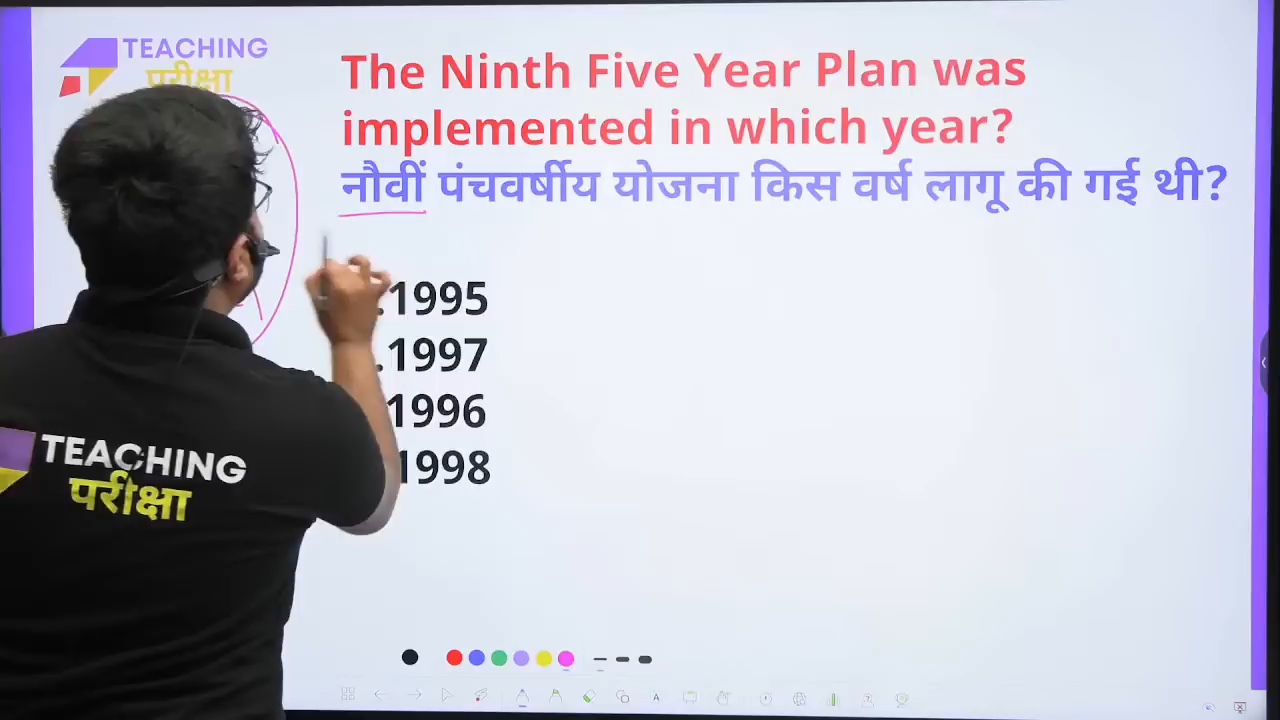 TEACHING
परीक्षा
The Ninth Five Year Plan was
implemented in which year?
नौवीं पंचवर्षीय योजना किस वर्ष लागू की गई थी?
.1995
.1997
1996
1998
TEACHING
परीक्षा